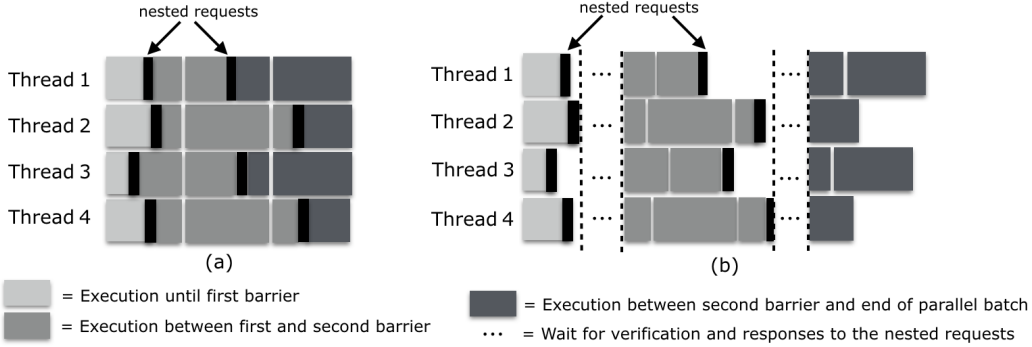 nested requests
Thread 1
Thread 2
Thread 3
Thread 4
(a)
= Execution until first barrier
= Execution between first and second barrier
nested requests
Thread 1
...
...
Thread 2
...
...
Thread 3
...
...
Thread 4
...
...
(b)
= Execution between second barrier and end of parallel batch
... = Wait for verification and responses to the nested requests